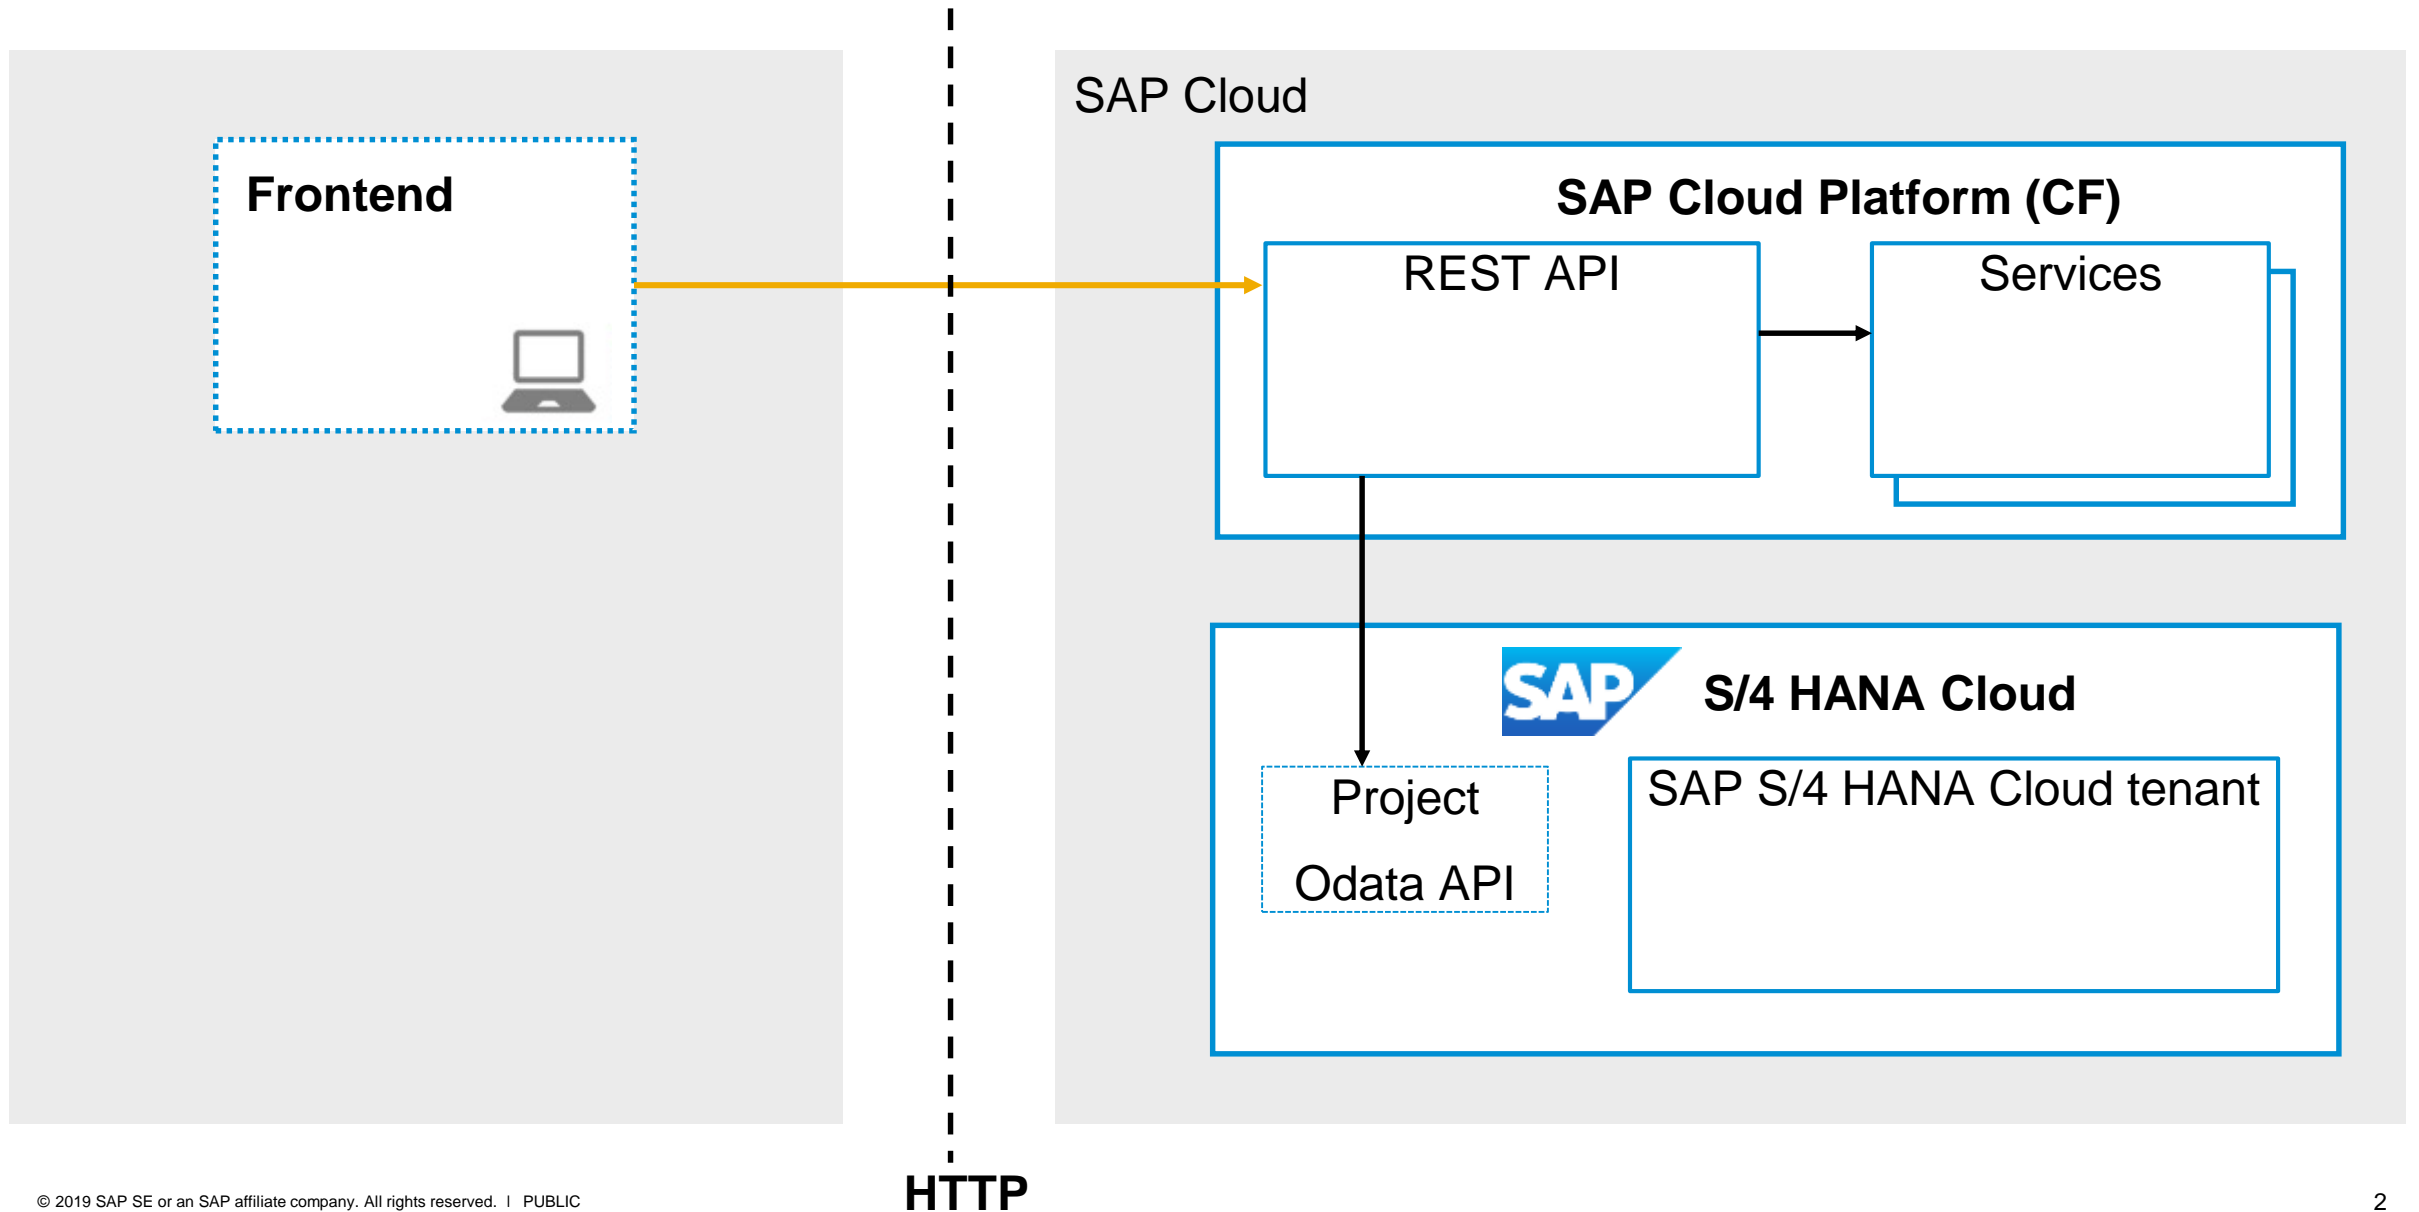 SAP Cloud
Frontend
SAP Cloud Platform (CF)
REST API
Services
SAP
S/4 HANA Cloud
Project
Odata API
SAP S/4 HANA Cloud tenant
HTTP
© 2019 SAP SE or an SAP affiliate company. All rights reserved. | PUBLIC
2